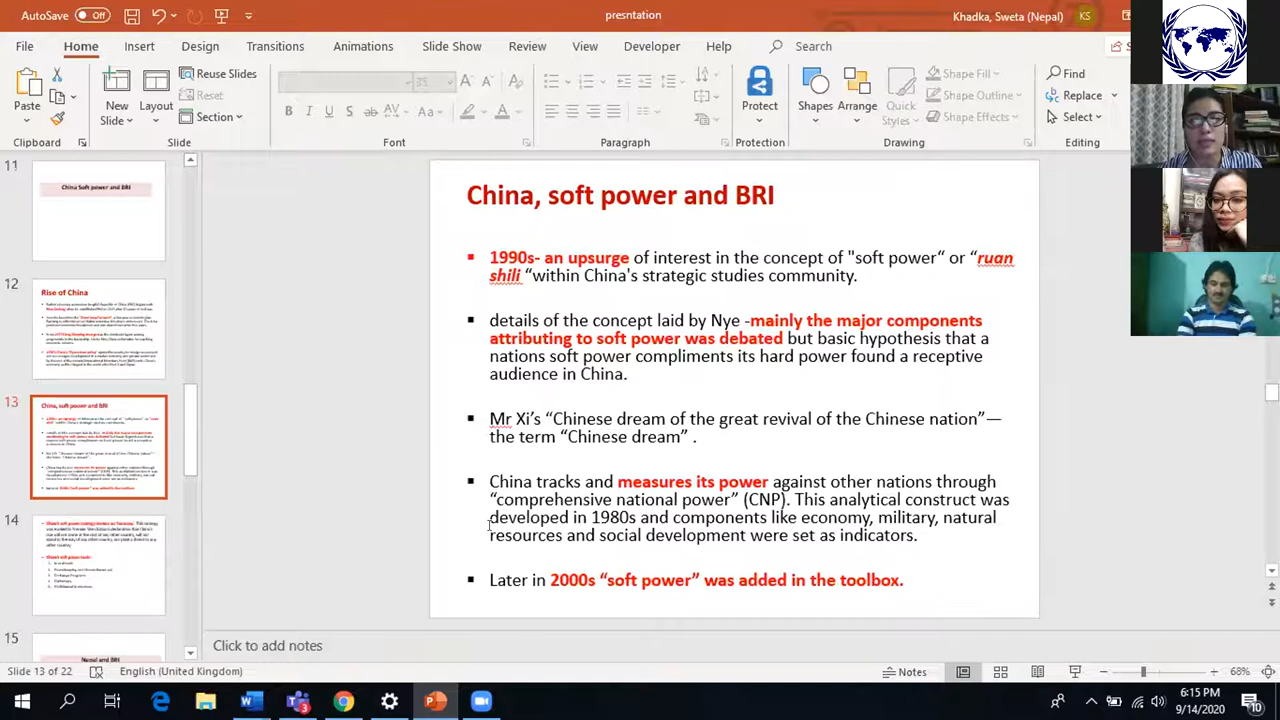 AutoSave Off
presntation
Khadka, Sweta (Nepal) KS
File Home Insert Design Transitions Animations Slide Show Review View Developer Help Search
Paste
New Slide
Layout
Reuse Slides
Reset
Section
35
B I U S ab AV Aa A
Protect
Shapes Arrange Quick Styles
Shape Fill
Shape Outline
Shape Effects
Find
Replace
Select
Clipboard Slide Font Paragraph Protection Drawing Editing
11
China Soft power and BRI
12
Rise of China
13
China, soft power and BRI
14
15
Nepal and BRI
China, soft power and BRI
1990s- an upsurge of interest in the concept of "soft power“ or “ruan
shili “within China's strategic studies community.
details of the concept laid by Nye -mainly the major components
attributing to soft power was debated but basic hypothesis that a
nations soft power compliments its hard power found a receptive
audience in China.
Mr Xi’s “Chinese dream of the great revival of the Chinese nation”—
the term “Chinese dream” .
China tracks and measures its power against other nations through
“comprehensive national power” (CNP). This analytical construct was
developed in 1980s and components like economy, military, natural
resources and social development were set as indicators.
Later in 2000s “soft power” was added in the toolbox.
Click to add notes
Slide 13 of 22 English (United Kingdom) Notes 68%
6:15 PM
9/14/2020
10